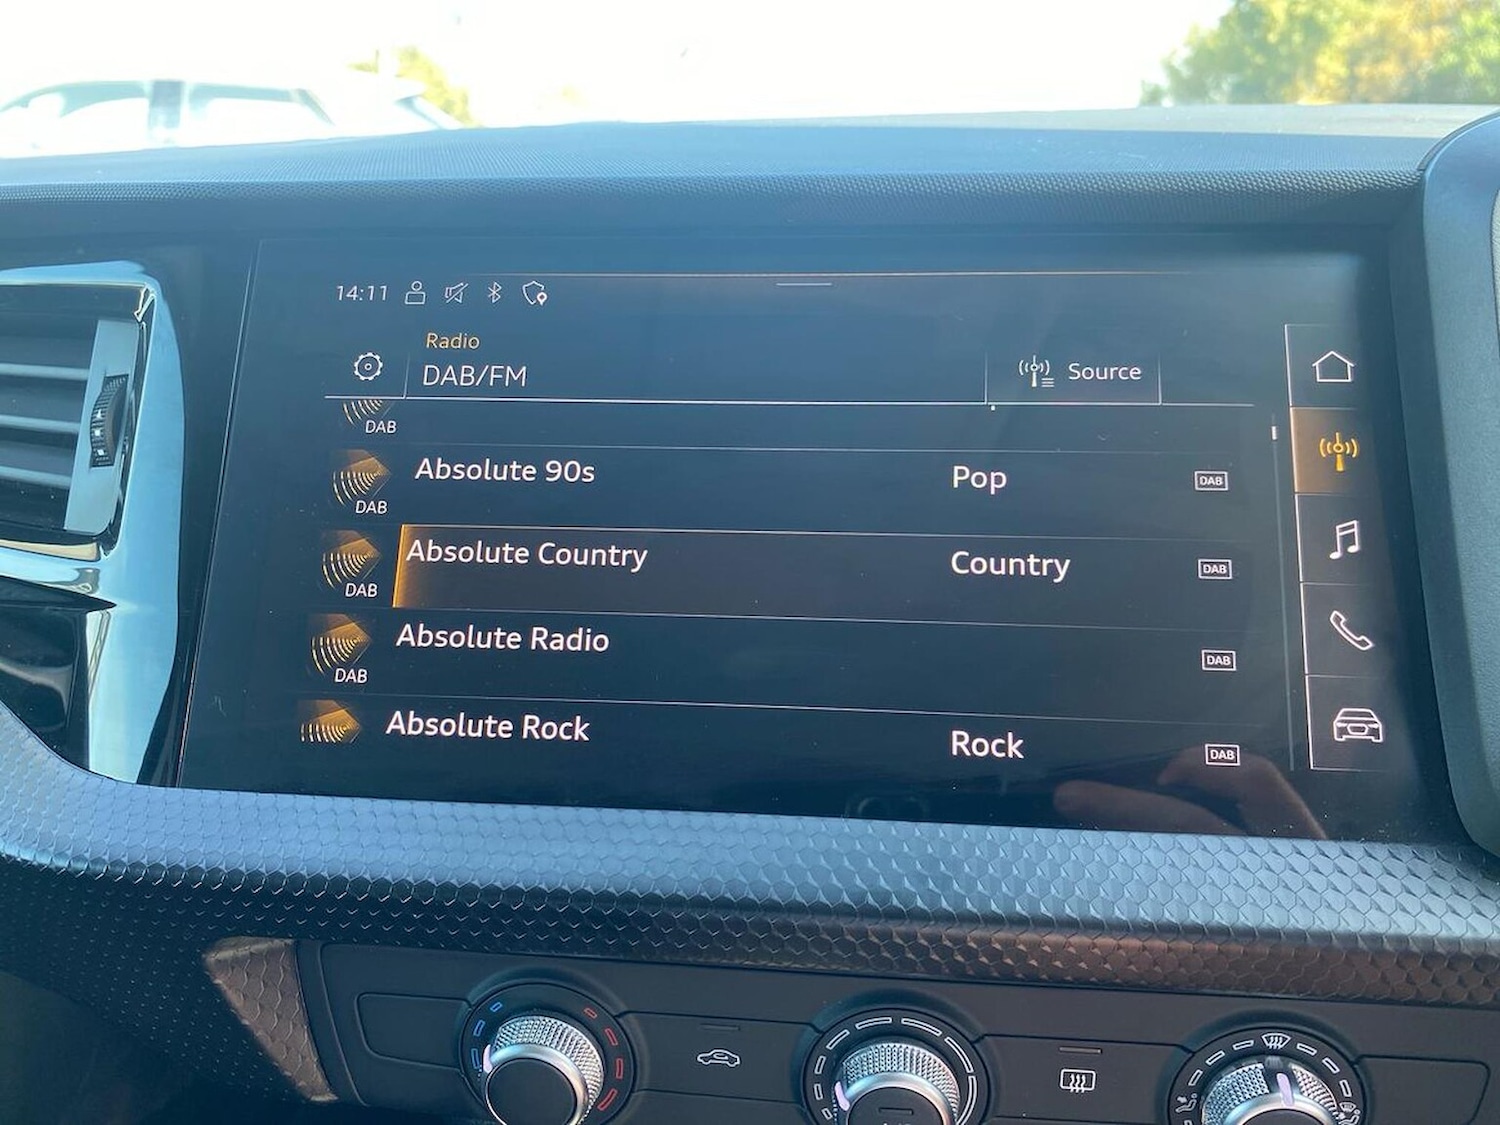 14:11
Radio
DAB/FM
Source
DAB
Absolute 90s Pop DAB
DAB
Absolute Country Country DAB
DAB
Absolute Radio DAB
DAB
Absolute Rock Rock DAB